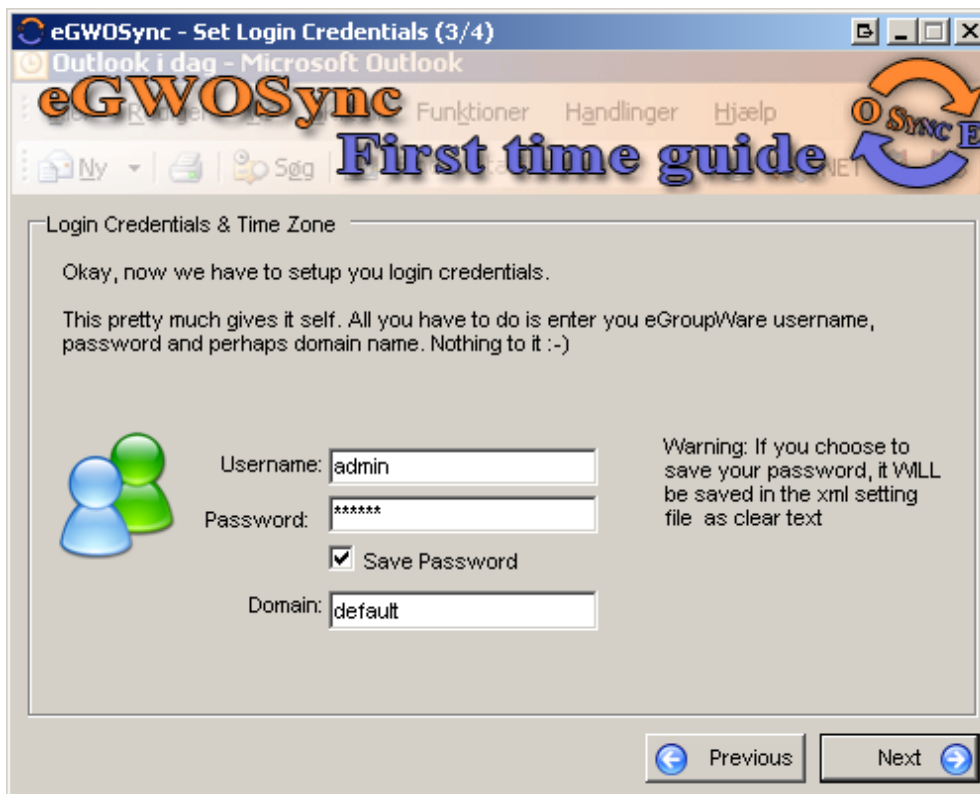 eGWOSync - Set Login Credentials (3/4)
Outlook i dag - Microsoft Outlook
eGWOSync
Funktioner Handlinger Hjælp
O SYNC E
First time guide
Ny Søg
Login Credentials & Time Zone
Okay, now we have to setup you login credentials.
This pretty much gives it self. All you have to do is enter you eGroupWare username,
password and perhaps domain name. Nothing to it :-)
Username: admin
Password: ******
Save Password
Domain: default
Warning: If you choose to
save your password, it WILL
be saved in the xml setting
file as clear text
Previous
Next